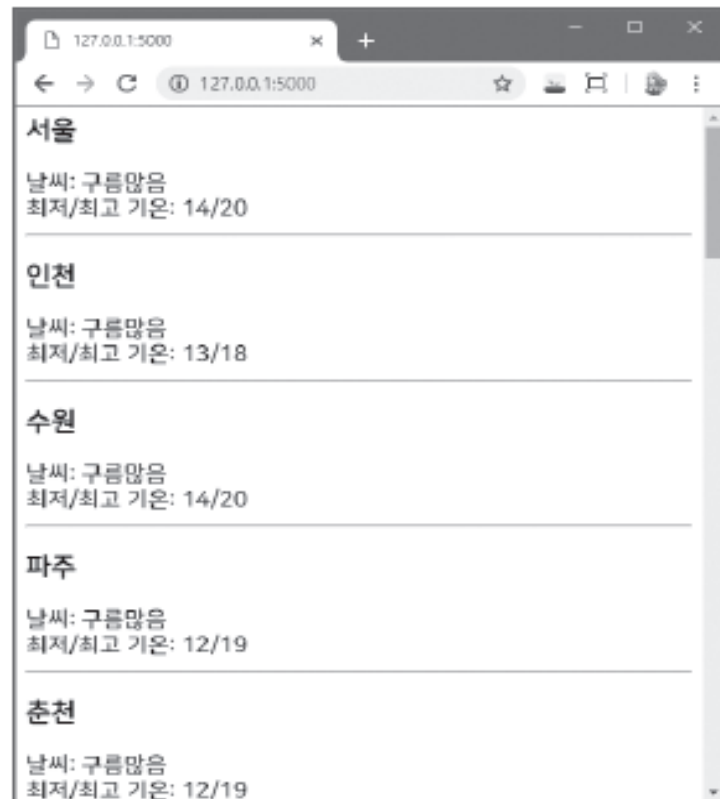 127.0.0.1:5000
127.0.0.1:5000
서울
날씨: 구름많음
최저/최고 기온: 14/20
인천
날씨: 구름많음
최저/최고 기온: 13/18
수원
날씨: 구름많음
최저/최고 기온: 14/20
파주
날씨: 구름많음
최저/최고 기온: 12/19
춘천
날씨: 구름많음
최저/최고 기온: 12/19